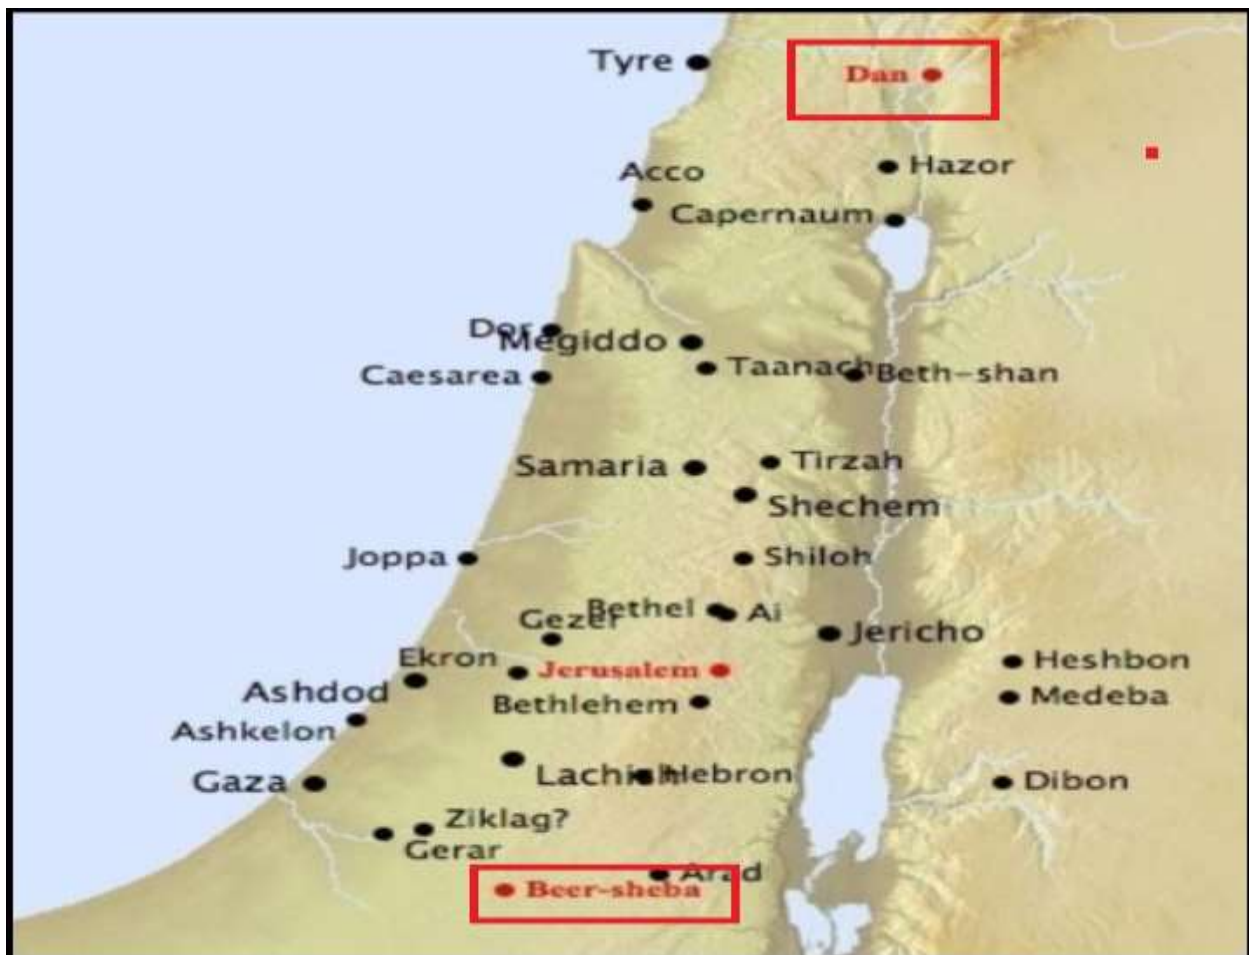 Tyre
Dan
Hazor
Acco
Capernaum
Dor
Megiddo
Taanach
Beth-shan
Caesarea
Samaria
Tirzah
Shechem
Joppa
Shiloh
Bethel
Ai
Gezer
Jericho
Ekron
Jerusalem
Heshbon
Ashdod
Bethlehem
Medeba
Ashkelon
Lachish
Hebron
Gaza
Dibon
Ziklag?
Gerar
Arad
Beer-sheba